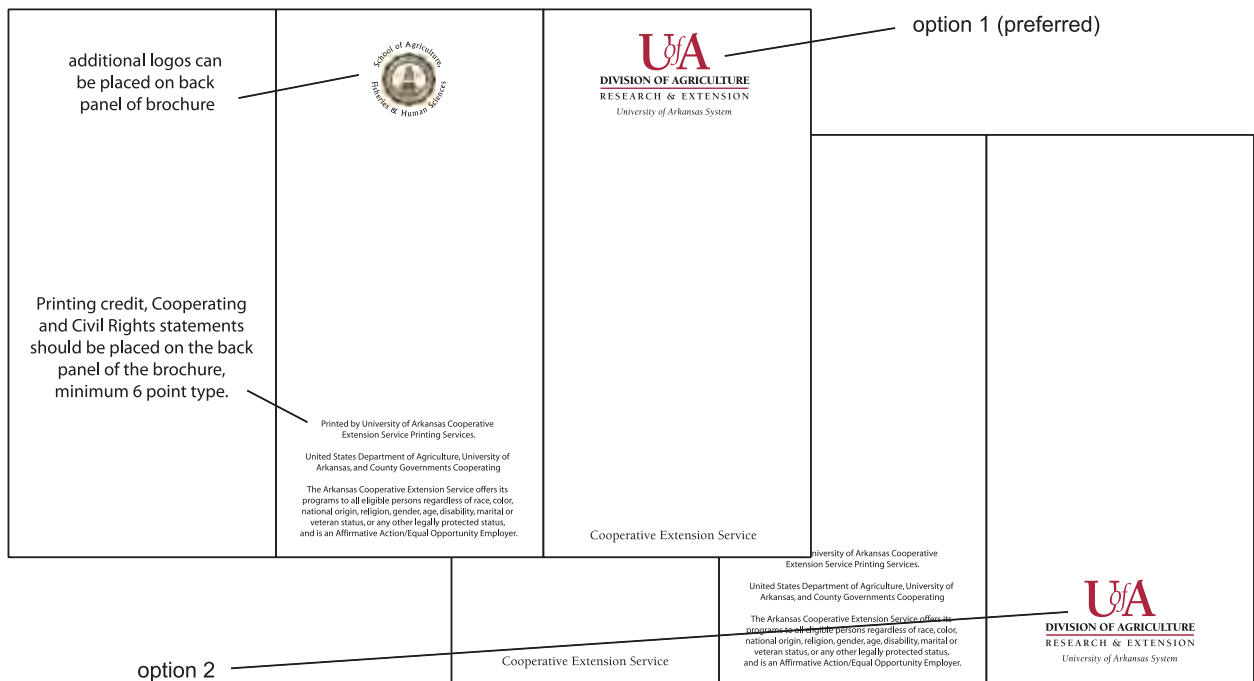 option 1 (preferred)
additional logos can
be placed on back
panel of brochure
School of Agriculture,
Fisheries & Human Sciences
UofA
DIVISION OF AGRICULTURE
RESEARCH & EXTENSION
University of Arkansas System
Printing credit, Cooperating
and Civil Rights statements
should be placed on the back
panel of the brochure,
minimum 6 point type.
Printed by University of Arkansas Cooperative
Extension Service Printing Services.
United States Department of Agriculture, University of
Arkansas, and County Governments Cooperating
The Arkansas Cooperative Extension Service offers its
programs to all eligible persons regardless of race, color,
national origin, religion, gender, age, disability, marital or
veteran status, or any other legally protected status,
and is an Affirmative Action/Equal Opportunity Employer.
Cooperative Extension Service
University of Arkansas Cooperative
Extension Service Printing Services.
United States Department of Agriculture, University of
Arkansas, and County Governments Cooperating
The Arkansas Cooperative Extension Service offers its
programs to all eligible persons regardless of race, color,
national origin, religion, gender, age, disability, marital or
veteran status, or any other legally protected status,
and is an Affirmative Action/Equal Opportunity Employer.
UofA
DIVISION OF AGRICULTURE
RESEARCH & EXTENSION
University of Arkansas System
Cooperative Extension Service
option 2